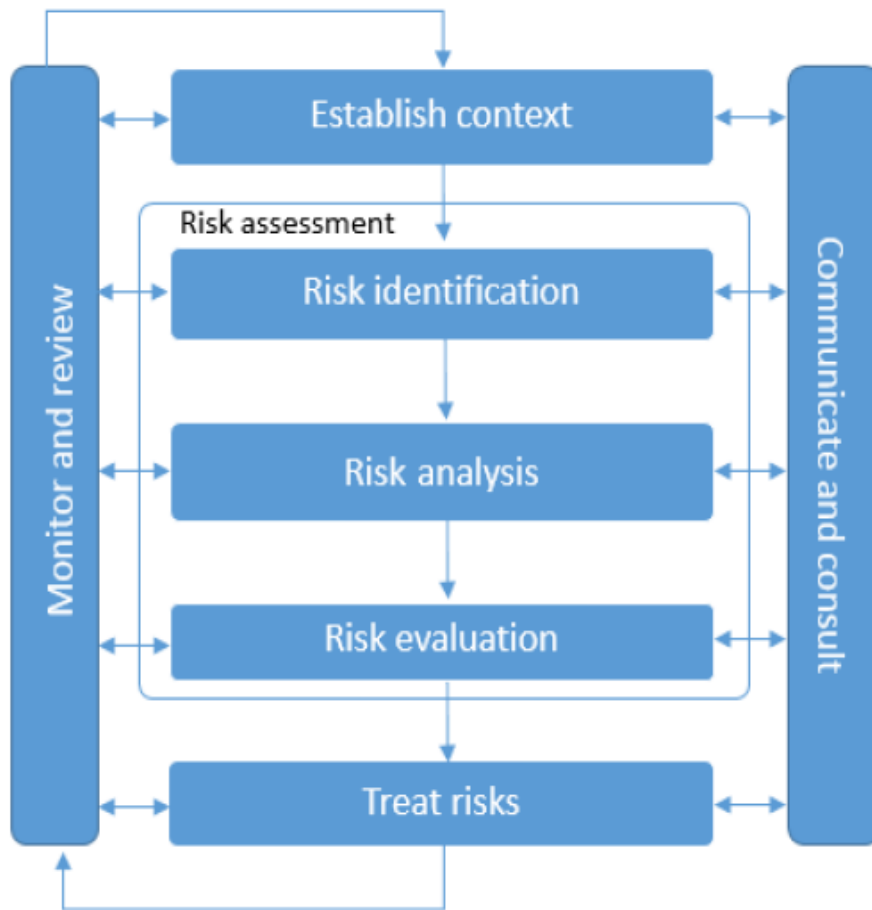 Establish context
Risk assessment
Risk identification
Risk analysis
Risk evaluation
Treat risks
Monitor and review
Communicate and consult